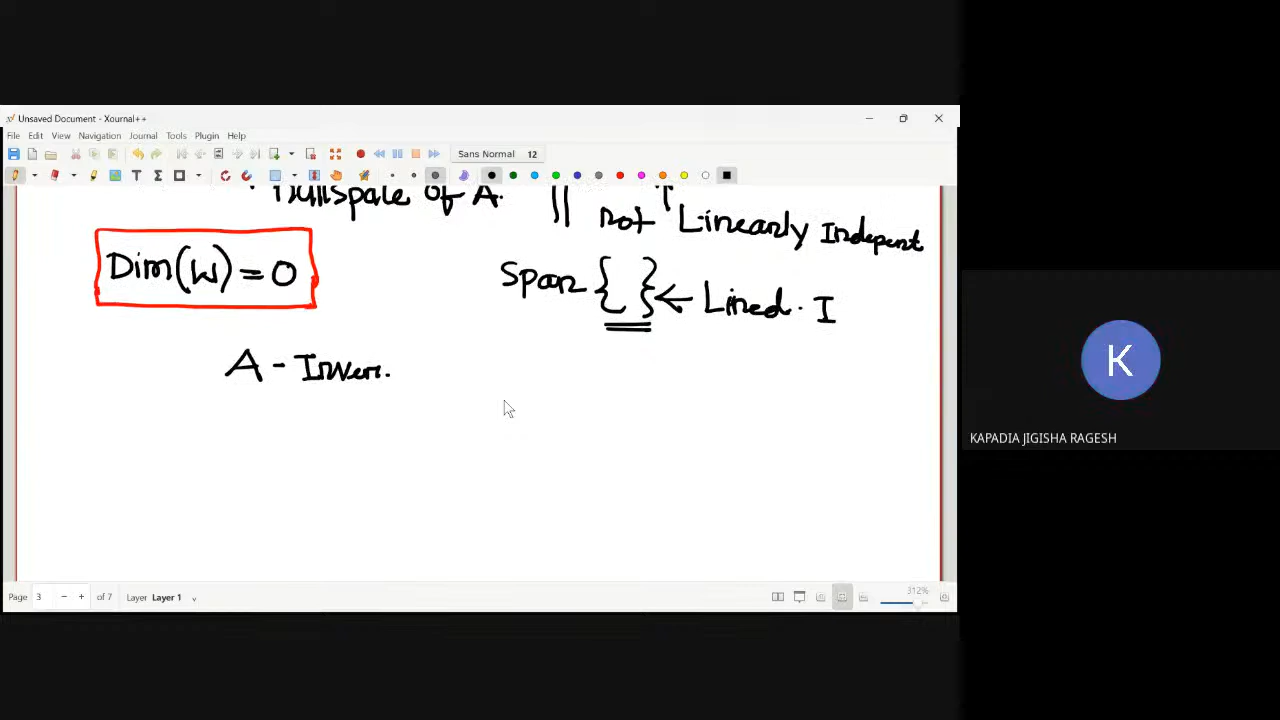 Unsaved Document - Xournal++
File Edit View Navigation Journal Tools Plugin Help
Sans Normal 12
Nullspace of A.
not Linearly Indepent
Dim(W) = 0
Span { } ← Lined. I
A - Inver.
K
KAPADIA JIGISHA RAGESH
Page 3 - + of 7 Layer Layer 1
312%